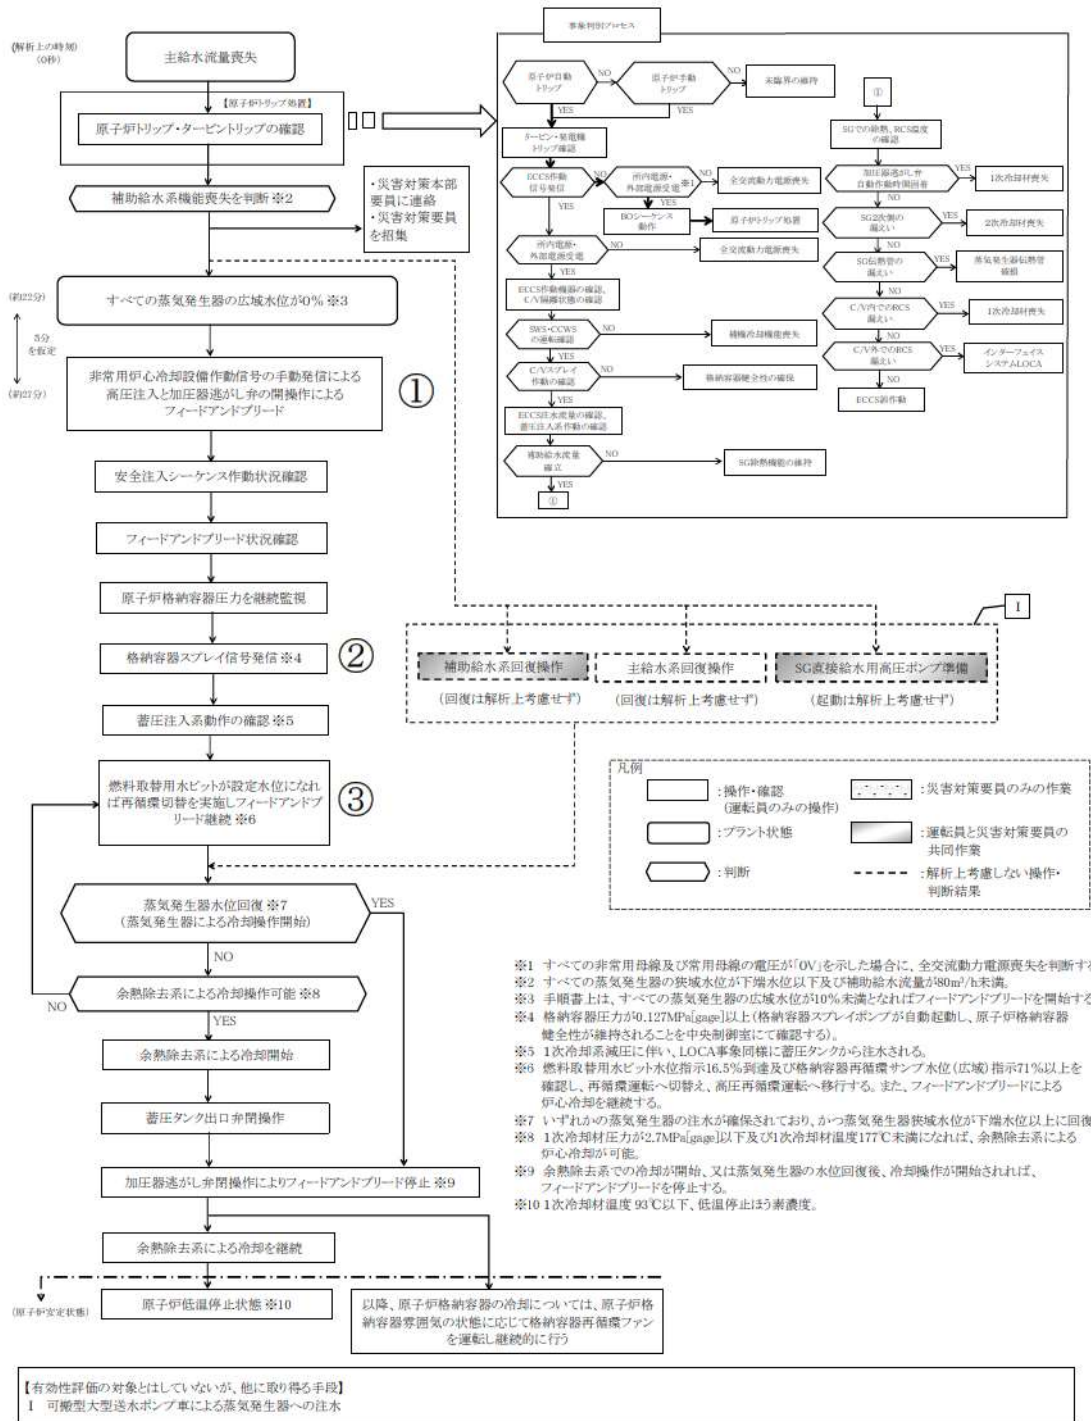 (解析上の時刻)
(0秒)
主給水流量喪失
【原子炉トリップ処置】
原子炉トリップ・タービントリップの確認
補助給水系機能喪失を判断※2
・災害対策本部
要員に連絡
・災害対策要員
を招集
(約22分)
すべての蒸気発生器の広域水位が0%※3
5分
を仮定
(約27分)
非常用炉心冷却設備作動信号の手動発信による
高圧注入と加圧器逃がし弁の開操作による
フィードアンドブリード
①
安全注入シーケンス作動状況確認
フィードアンドブリード状況確認
原子炉格納容器圧力を継続監視
格納容器スプレイ信号発信※4
②
蓄圧注入系動作の確認※5
燃料取替用水ピットが設定水位になれ
ば再循環切替を実施しフィードアンドブ
リード継続※6
③
蒸気発生器水位回復※7
(蒸気発生器による冷却操作開始)
YES
NO
余熱除去系による冷却操作可能※8
NO
YES
余熱除去系による冷却開始
蓄圧タンク出口弁閉操作
加圧器逃がし弁閉操作によりフィードアンドブリード停止※9
余熱除去系による冷却を継続
(原子炉安定状態)
原子炉低温停止状態※10
以降、原子炉格納容器の冷却については、原子炉格
納容器雰囲気の状態に応じて格納容器再循環ファン
を運転し継続的に行う
事象判別プロセス
原子炉自動
トリップ
NO
原子炉手動
トリップ
NO
未臨界の維持
YES
YES
タービン・発電機
トリップ確認
ECCS作動
信号発信
NO
所内電源・
外部電源受電
※1
NO
全交流動力電源喪失
YES
YES
BOシーケンス
動作
原子炉トリップ処置
所内電源・
外部電源受電
NO
全交流動力電源喪失
YES
ECCS作動機器の確認、
C/V隔離状態の確認
SWS・CCWS
の運転確認
NO
補機冷却機能喪失
YES
C/Vスプレイ
作動の確認
NO
格納容器健全性の確保
YES
ECCS注水流量の確認、
蓄圧注入系作動の確認
補助給水流量
確立
NO
SG除熱機能の維持
YES
①
①
SGでの除熱、RCS温度
の確認
加圧器逃がし弁
自動作動時間固着
YES
1次冷却材喪失
NO
SG2次側の
漏えい
YES
2次冷却材喪失
NO
SG伝熱管の
漏えい
YES
蒸気発生器伝熱管
破損
NO
C/V内でのRCS
漏えい
YES
1次冷却材喪失
NO
C/V外でのRCS
漏えい
YES
インターフェイス
システムLOCA
NO
ECCS誤作動
I
補助給水系回復操作
(回復は解析上考慮せず)
主給水系回復操作
(回復は解析上考慮せず)
SG直接給水用高圧ポンプ準備
(起動は解析上考慮せず)
凡例
:操作・確認
(運転員のみの操作)
:災害対策要員のみの作業
:プラント状態
:運転員と災害対策要員の
共同作業
:判断
:解析上考慮しない操作・
判断結果
※1 すべての非常用母線及び常用母線の電圧が「0V」を示した場合に、全交流動力電源喪失を判断する
※2 すべての蒸気発生器の狭域水位が下端水位以下及び補助給水流量が80m³/h未満。
※3 手順書上は、すべての蒸気発生器の広域水位が10%未満となればフィードアンドブリードを開始する
※4 格納容器圧力が0.127MPa[gage]以上(格納容器スプレイポンプが自動起動し、原子炉格納容器
健全性が維持されることを中央制御室にて確認する)。
※5 1次冷却系減圧に伴い、LOCA事象同様に蓄圧タンクから注水される。
※6 燃料取替用水ピット水位指示16.5%到達及び格納容器再循環サンプ水位(広域)指示71%以上を
確認し、再循環運転へ切替え、高圧再循環運転へ移行する。また、フィードアンドブリードによる
炉心冷却を継続する。
※7 いずれかの蒸気発生器の注水が確保されており、かつ蒸気発生器狭域水位が下端水位以上に回復
※8 1次冷却材圧力が2.7MPa[gage]以下及び1次冷却材温度177℃未満になれば、余熱除去系による
炉心冷却が可能。
※9 余熱除去系での冷却が開始、又は蒸気発生器の水位回復後、冷却操作が開始されれば、
フィードアンドブリードを停止する。
※10 1次冷却材温度 93℃以下、低温停止ほう素濃度。
【有効性評価の対象とはしていないが、他に取り得る手段】
I 可搬型大型送水ポンプ車による蒸気発生器への注水